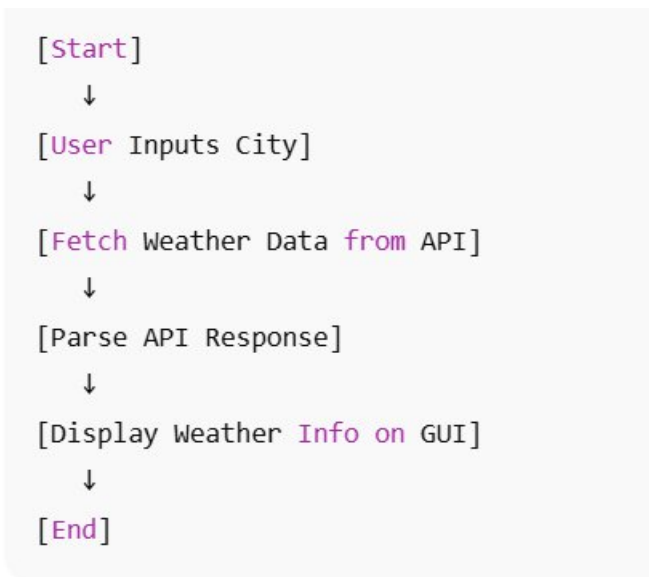 [Start]
↓
[User Inputs City]
↓
[Fetch Weather Data from API]
↓
[Parse API Response]
↓
[Display Weather Info on GUI]
↓
[End]